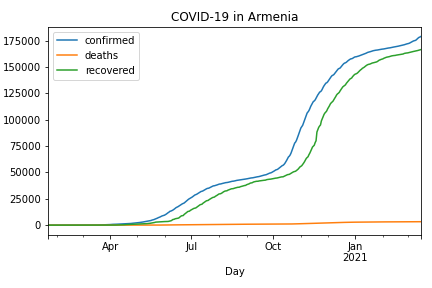 COVID-19 in Armenia
confirmed
deaths
recovered
175000
150000
125000
100000
75000
50000
25000
0
Apr Jul Oct Jan
2021
Day